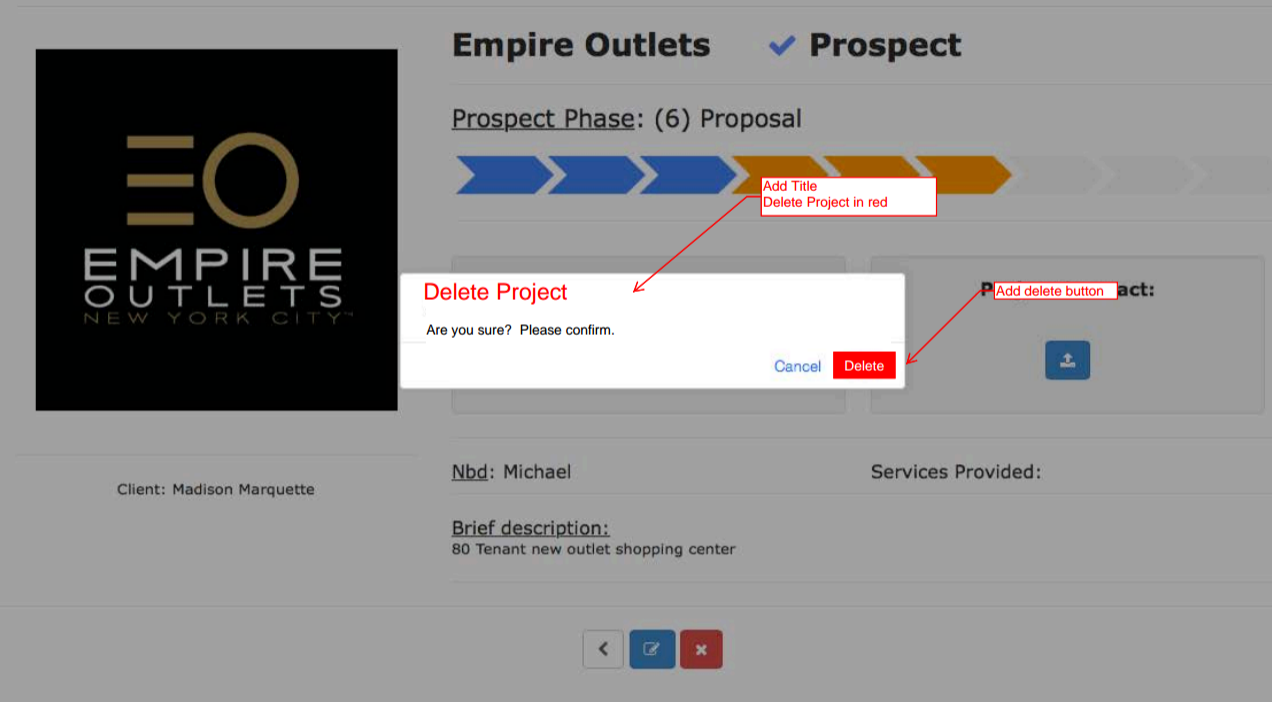 Empire Outlets
Prospect
Prospect Phase: (6) Proposal
EO
EMPIRE
OUTLETS
NEW YORK CITY™
Add Title
Delete Project in red
Delete Project
Are you sure? Please confirm.
Cancel
Delete
Add delete button
act:
Client: Madison Marquette
Nbd: Michael
Services Provided:
Brief description:
80 Tenant new outlet shopping center